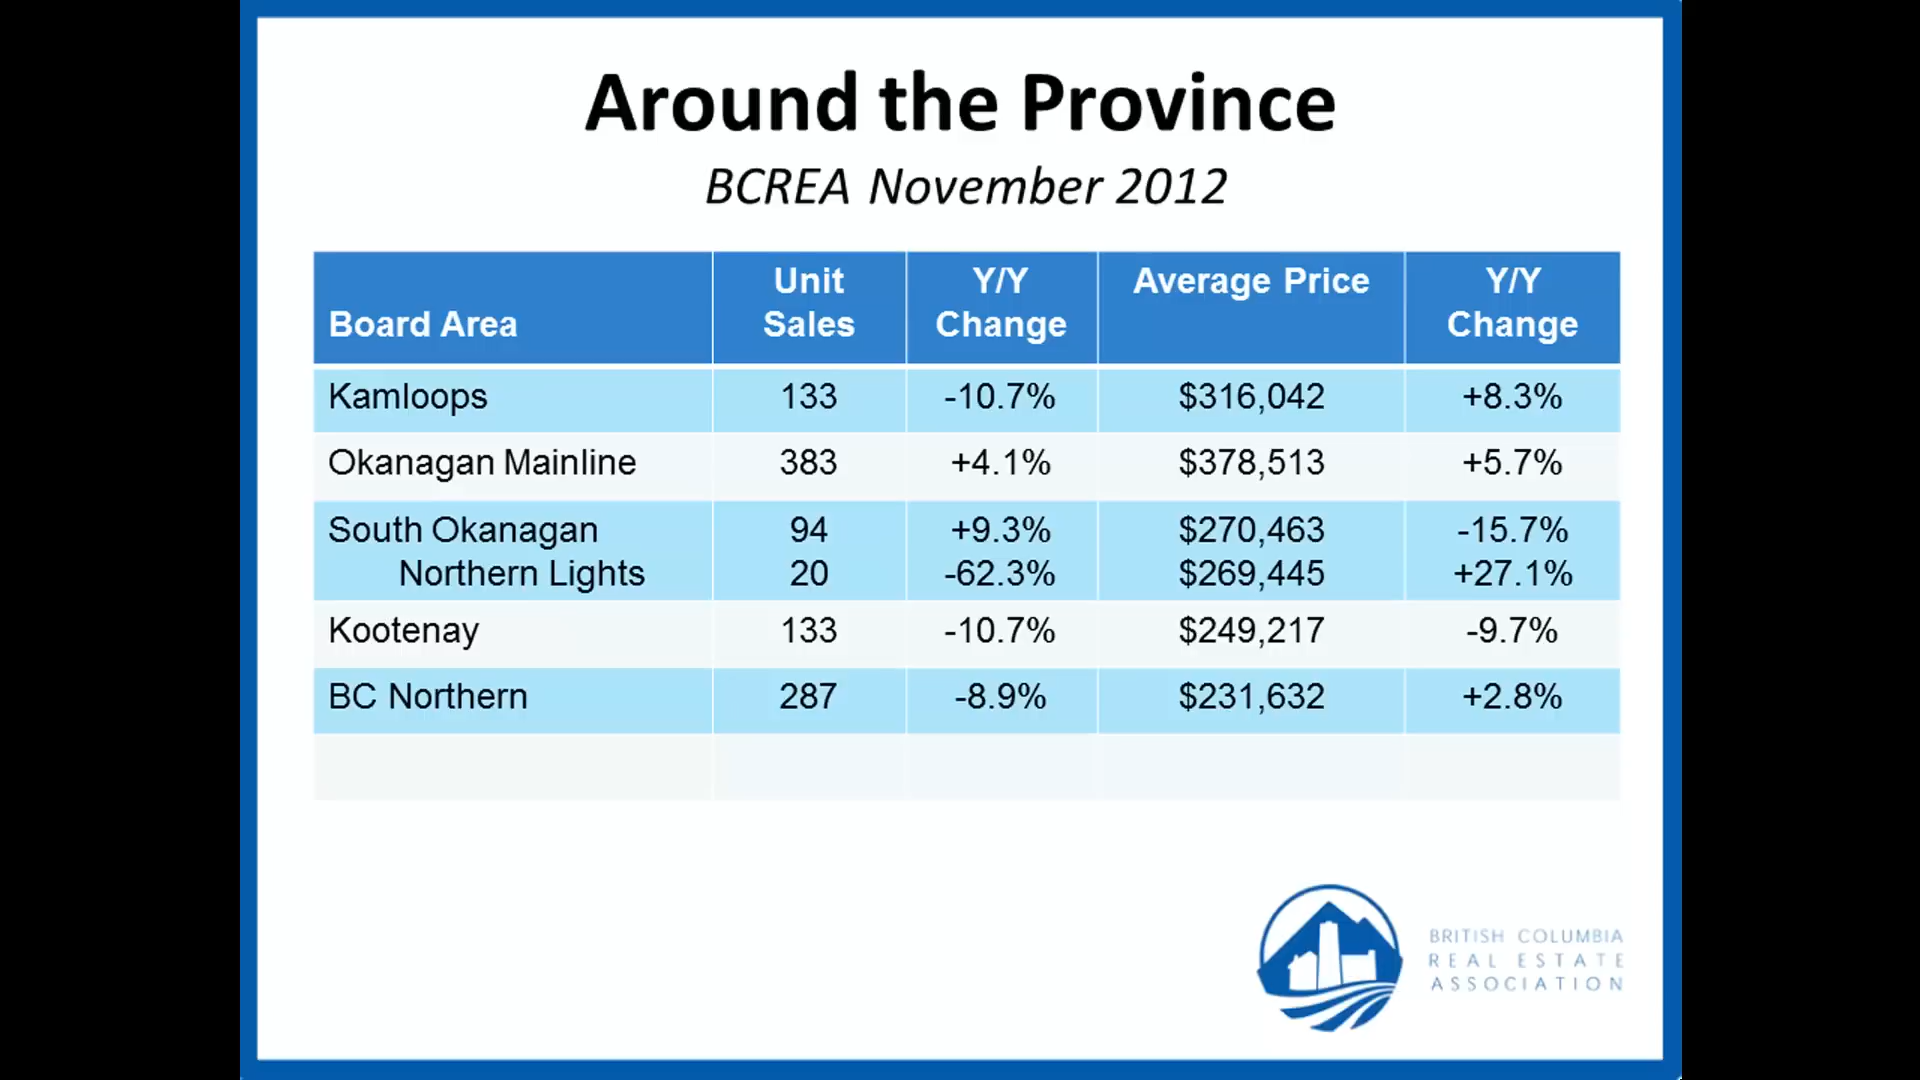 Around the Province
BCREA November 2012
Board Area Unit Sales Y/Y Change Average Price Y/Y Change
Kamloops 133 -10.7% $316,042 +8.3%
Okanagan Mainline 383 +4.1% $378,513 +5.7%
South Okanagan 94 +9.3% $270,463 -15.7%
Northern Lights 20 -62.3% $269,445 +27.1%
Kootenay 133 -10.7% $249,217 -9.7%
BC Northern 287 -8.9% $231,632 +2.8%
BRITISH COLUMBIA
REAL ESTATE
ASSOCIATION